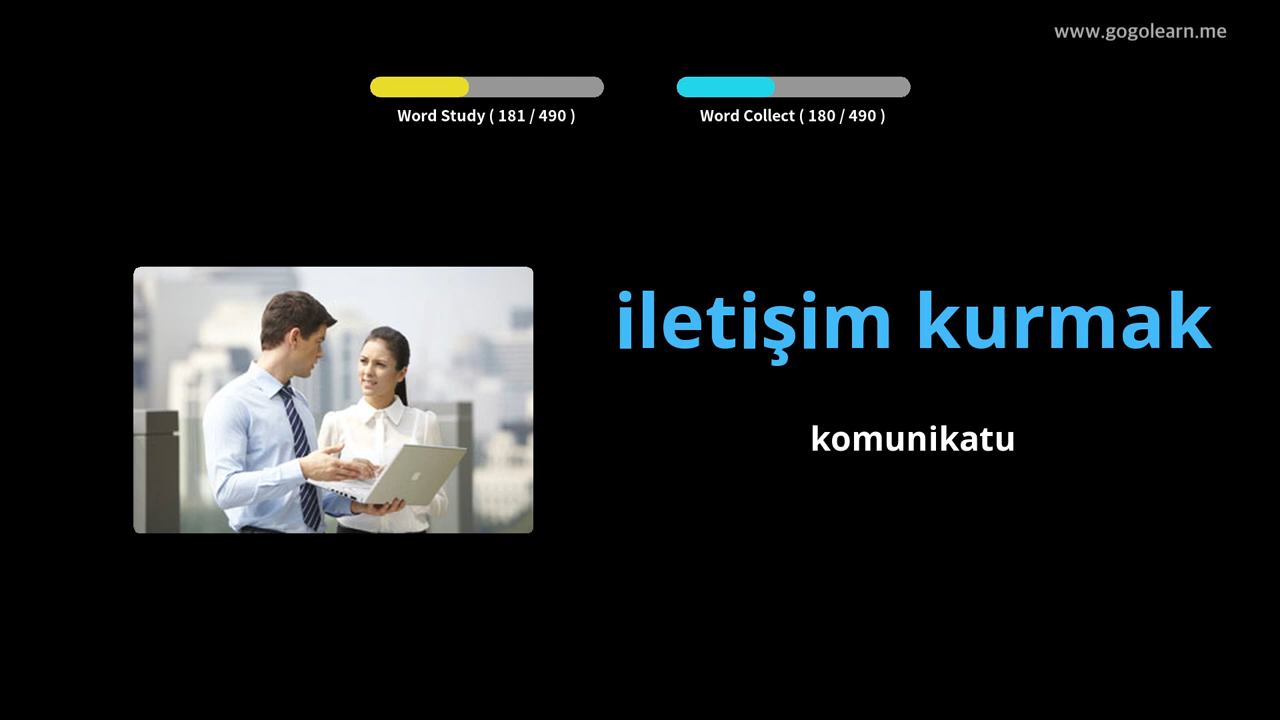 www.gogolearn.me
Word Study ( 181 / 490 )
Word Collect ( 180 / 490 )
iletişim kurmak
komunikatu